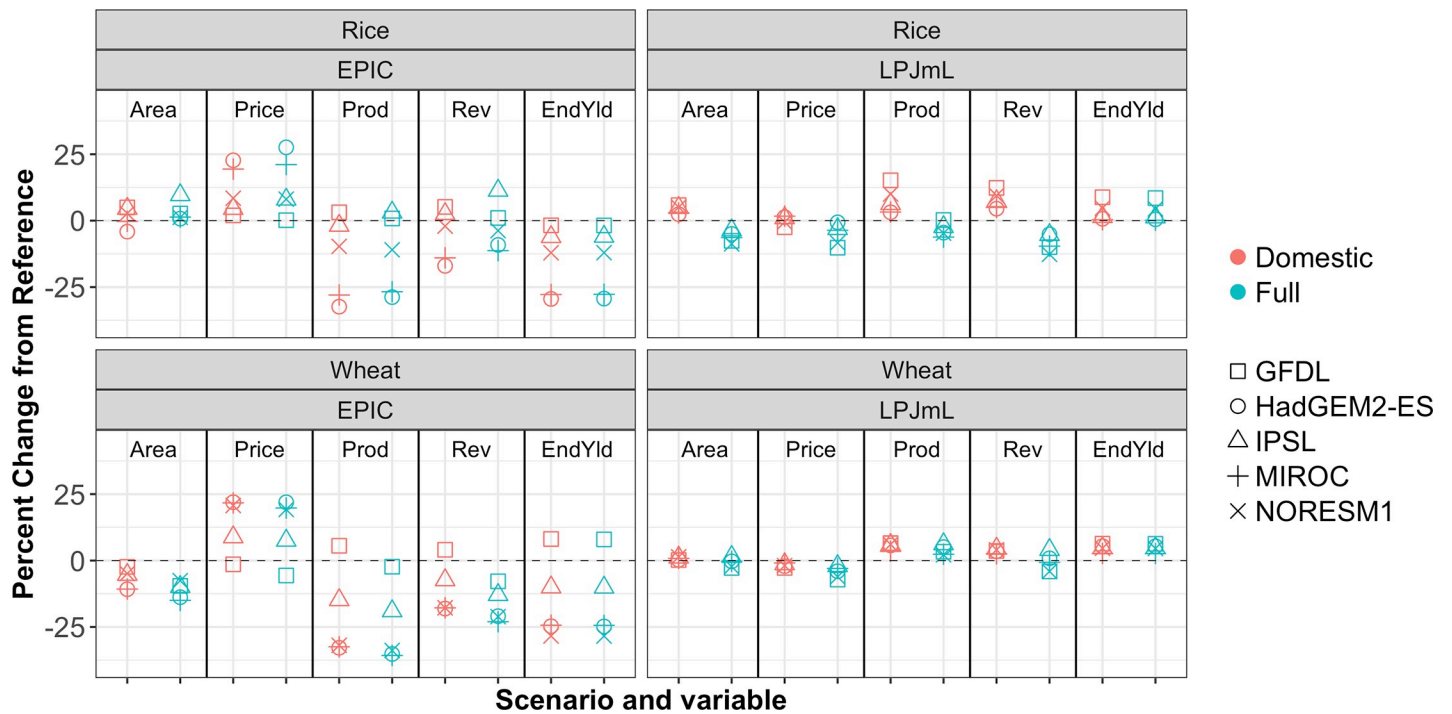 Rice
Rice
EPIC
LPJmL
Area Price Prod Rev EndYld
Area Price Prod Rev EndYld
25
0
-25
Wheat
Wheat
EPIC
LPJmL
Area Price Prod Rev EndYld
Area Price Prod Rev EndYld
25
0
-25
Percent Change from Reference
Scenario and variable
Domestic
Full
GFDL
HadGEM2-ES
IPSL
MIROC
NORESM1